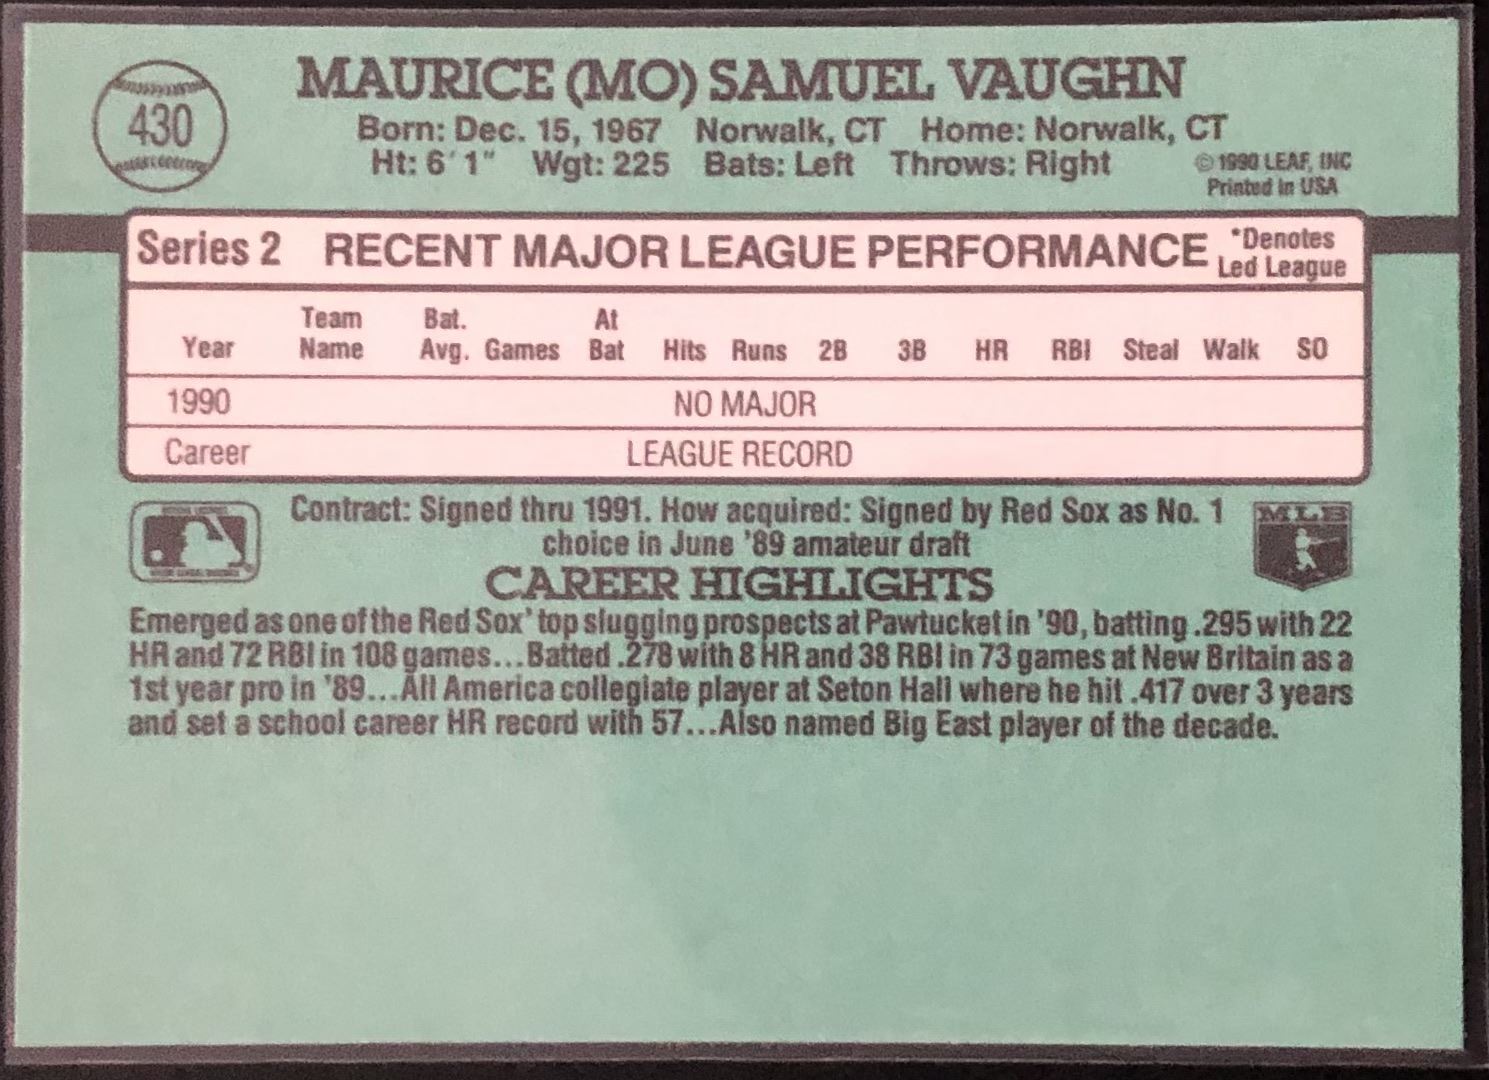 430
MAURICE (MO) SAMUEL VAUGHN
Born: Dec. 15, 1967 Norwalk, CT Home: Norwalk, CT
Ht: 6' 1" Wgt: 225 Bats: Left Throws: Right
© 1990 LEAF, INC
Printed in USA
Series 2 RECENT MAJOR LEAGUE PERFORMANCE
*Denotes
Led League
Year Team Name Bat. Avg. Games At Bat Hits Runs 2B 3B HR RBI Steal Walk SO
1990 NO MAJOR
Career LEAGUE RECORD
Contract: Signed thru 1991. How acquired: Signed by Red Sox as No. 1
choice in June '89 amateur draft
MLB
CAREER HIGHLIGHTS
Emerged as one of the Red Sox' top slugging prospects at Pawtucket in '90, batting .295 with 22
HR and 72 RBI in 108 games...Batted .278 with 8 HR and 38 RBI in 73 games at New Britain as a
1st year pro in '89...All America collegiate player at Seton Hall where he hit .417 over 3 years
and set a school career HR record with 57...Also named Big East player of the decade.